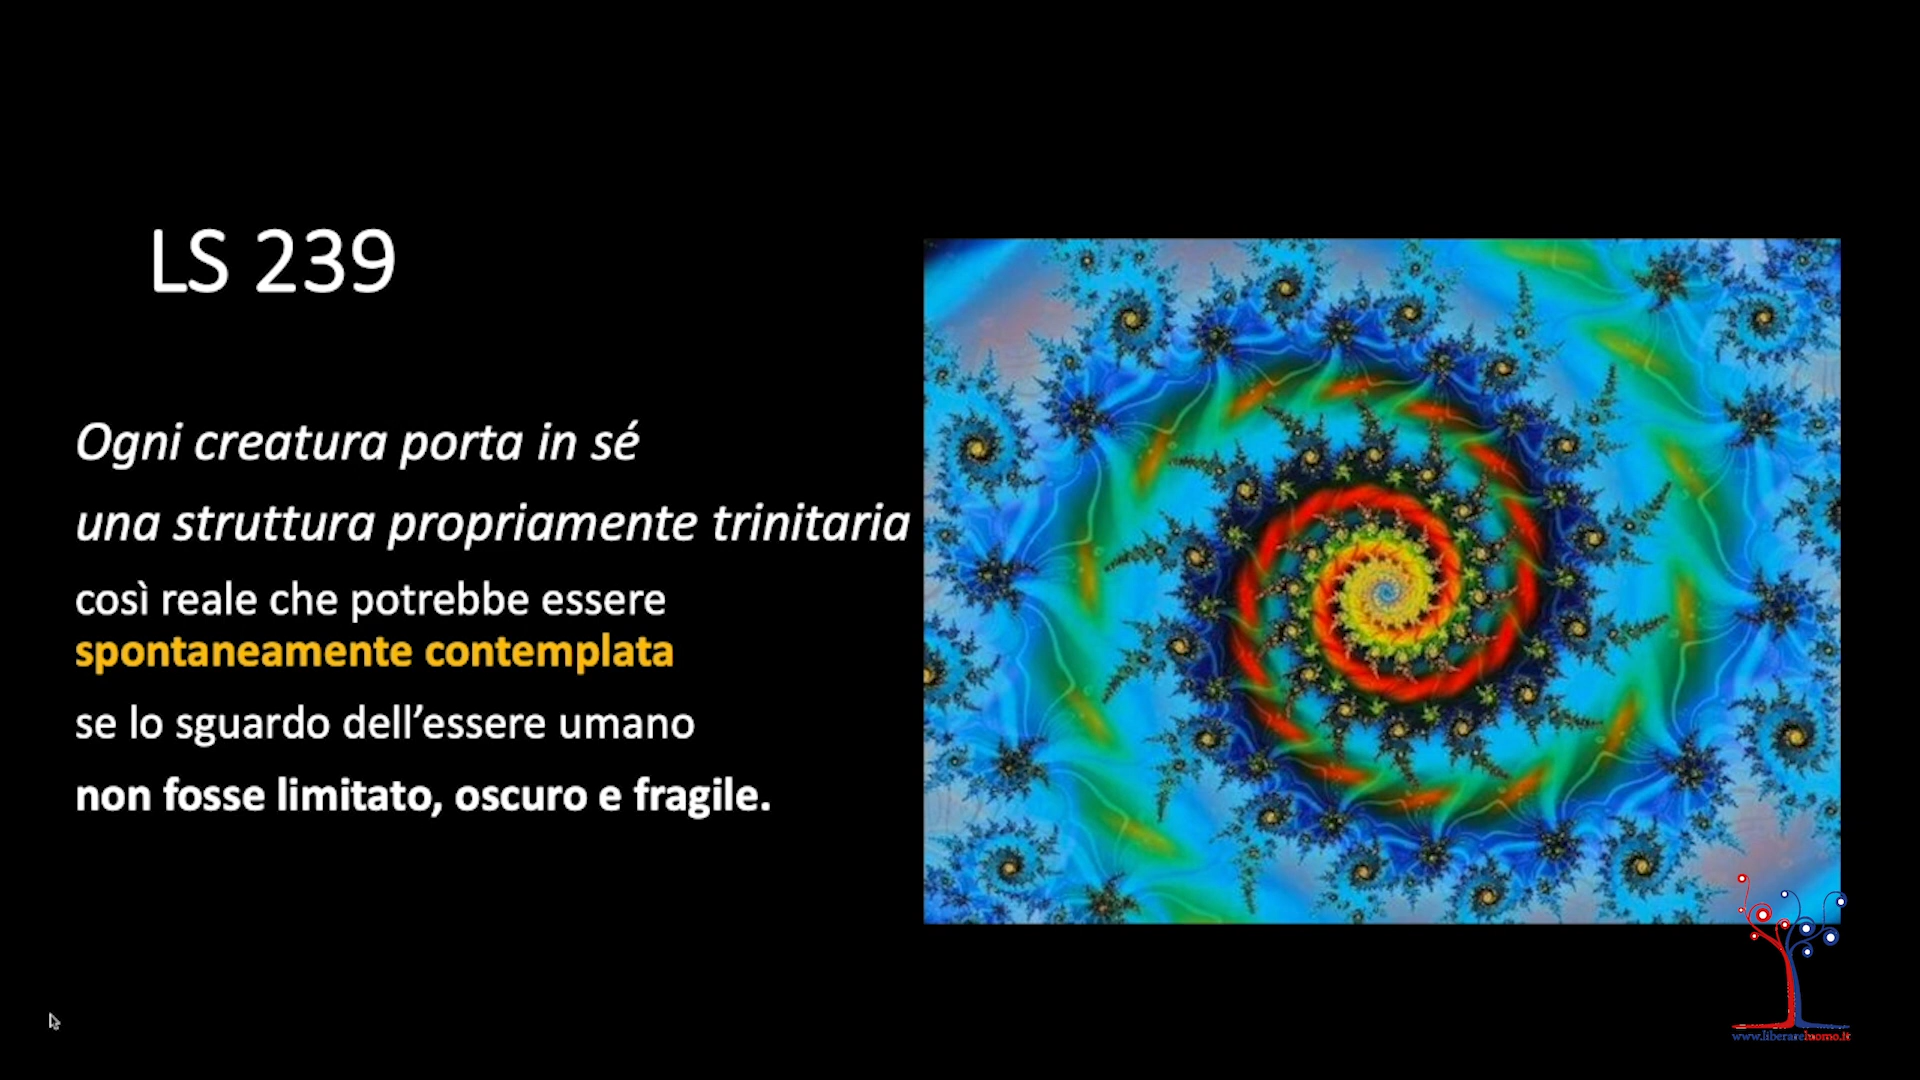 LS 239
Ogni creatura porta in sé
una struttura propriamente trinitaria
così reale che potrebbe essere
spontaneamente contemplata
se lo sguardo dell’essere umano
non fosse limitato, oscuro e fragile.
www.liberareluomo.it